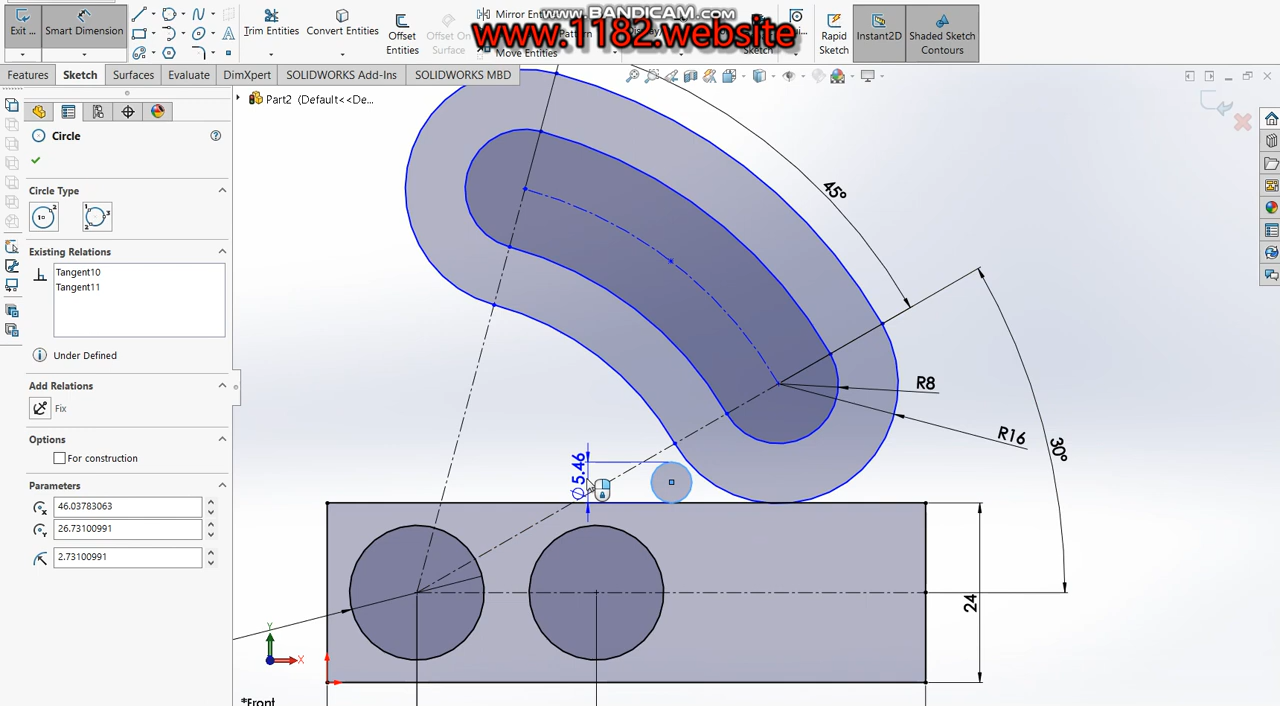 www.BANDICAM.com
www.1182.website
Exit ...
Smart Dimension
Trim Entities
Convert Entities
Offset
Entities
Offset On
Surface
Mirror Entities
Move Entities
Rapid
Sketch
Instant2D
Shaded Sketch
Contours
Features
Sketch
Surfaces
Evaluate
DimXpert
SOLIDWORKS Add-Ins
SOLIDWORKS MBD
Part2 (Default<<De...
Circle
Circle Type
Existing Relations
Tangent10
Tangent11
Under Defined
Add Relations
Fix
Options
For construction
Parameters
46.03783063
26.73100991
2.73100991
45°
R8
R16
30°
Ø5.46
24
Y
X
*Front